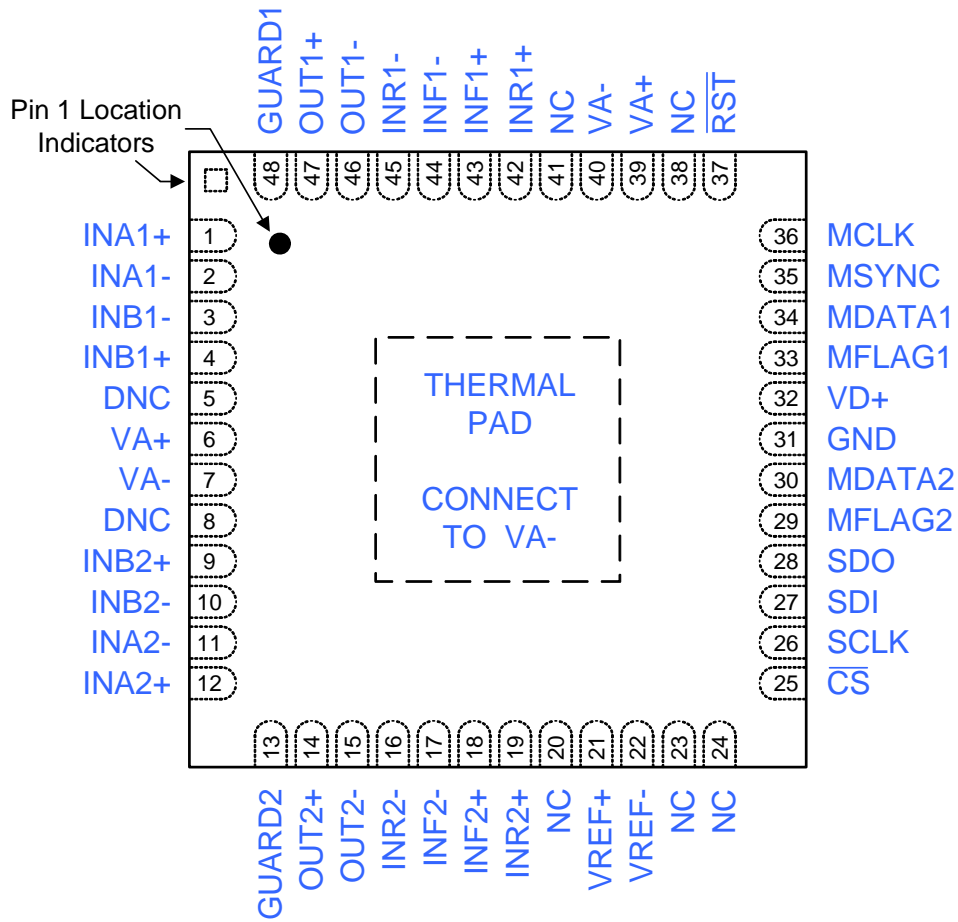 GUARD1
OUT1+
OUT1-
INR1-
INF1-
INF1+
INR1+
NC
VA-
VA+
NC
RST
Pin 1 Location
Indicators
48
47
46
45
44
43
42
41
40
39
38
37
INA1+ 1
INA1- 2
INB1- 3
INB1+ 4
DNC 5
VA+ 6
VA- 7
DNC 8
INB2+ 9
INB2- 10
INA2- 11
INA2+ 12
THERMAL
PAD
CONNECT
TO VA-
36 MCLK
35 MSYNC
34 MDATA1
33 MFLAG1
32 VD+
31 GND
30 MDATA2
29 MFLAG2
28 SDO
27 SDI
26 SCLK
25 CS
13
14
15
16
17
18
19
20
21
22
23
24
GUARD2
OUT2+
OUT2-
INR2-
INF2-
INF2+
INR2+
NC
VREF+
VREF-
NC
NC